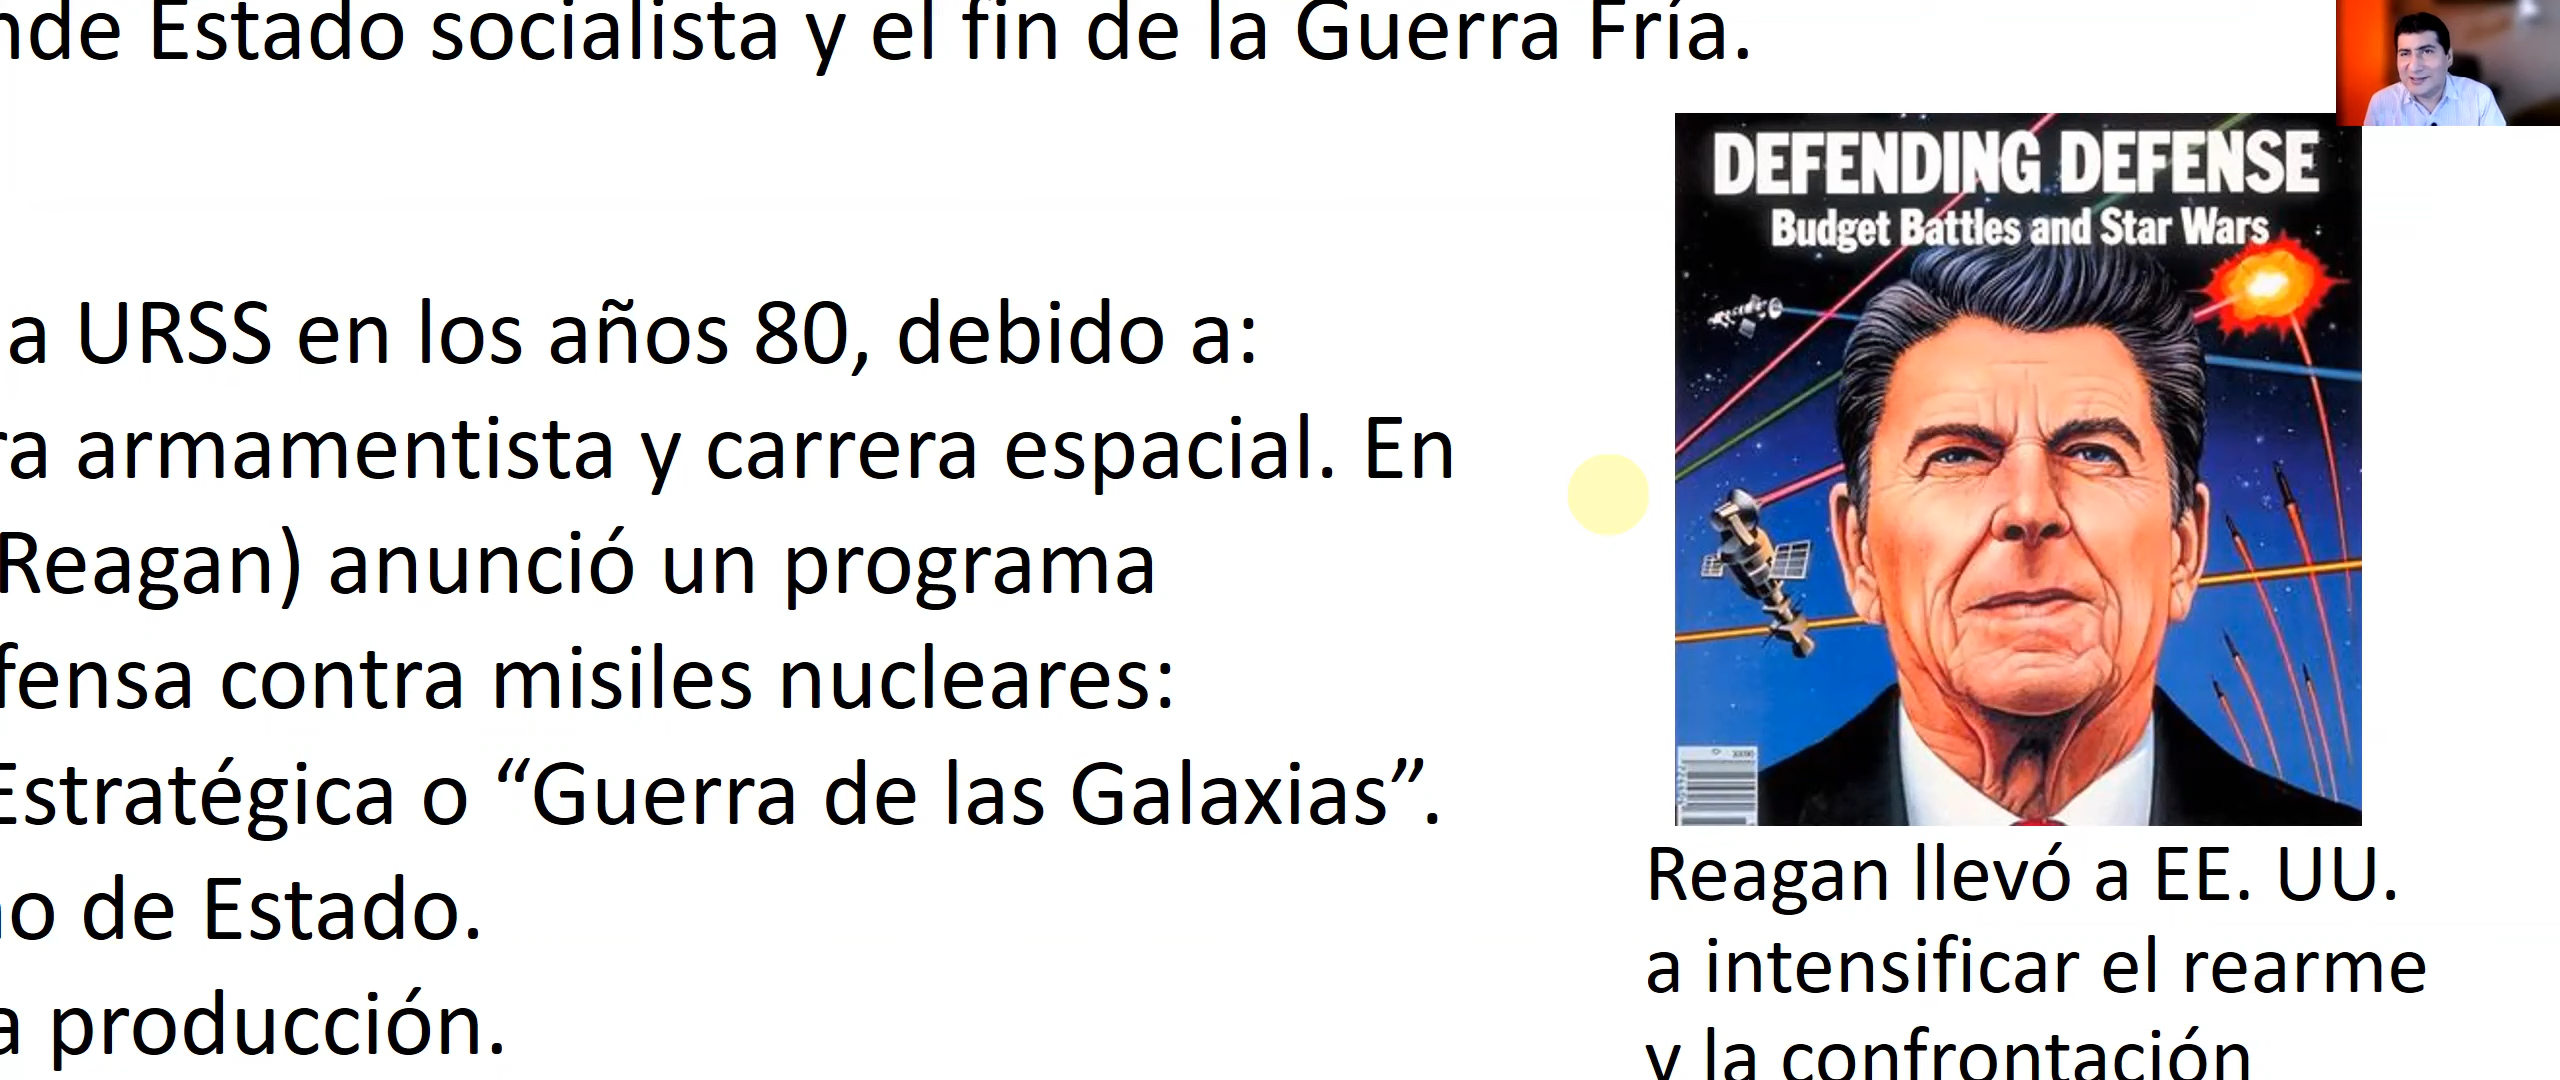 nde Estado socialista y el fin de la Guerra Fría.
DEFENDING DEFENSE
Budget Battles and Star Wars
a URSS en los años 80, debido a:
ra armamentista y carrera espacial. En
Reagan) anunció un programa
fensa contra misiles nucleares:
Estratégica o “Guerra de las Galaxias”.
no de Estado.
a producción.
Reagan llevó a EE. UU.
a intensificar el rearme
y la confrontación